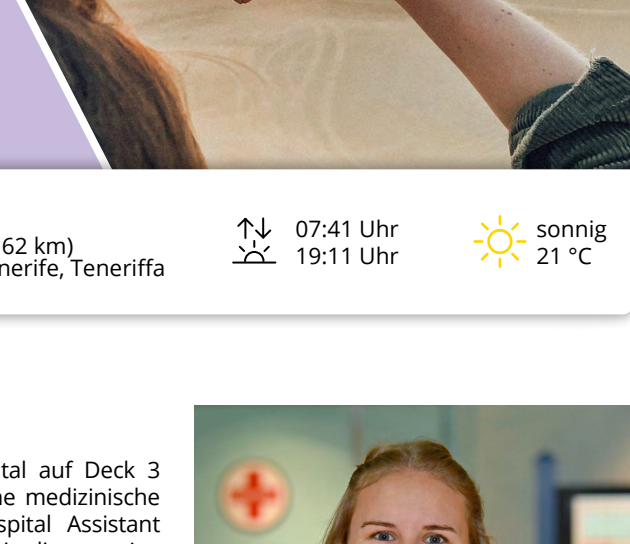 62 km)
nerife, Teneriffa
07:41 Uhr
19:11 Uhr
sonnig
21 °C
tal auf Deck 3
ne medizinische
spital Assistant